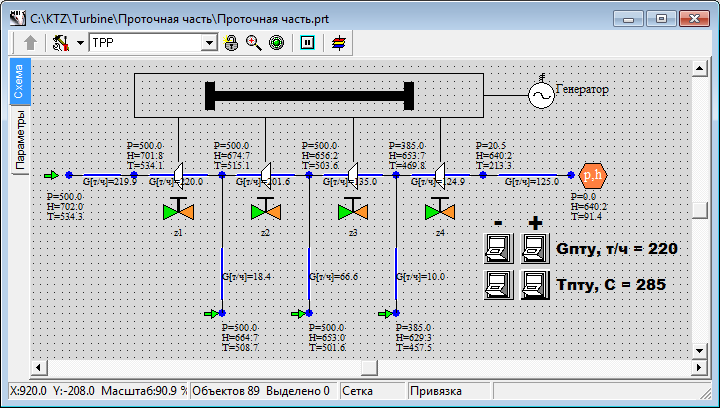 C:\KTZ\Turbine\Проточная часть\Проточная часть.prt
TPP
Схема
Параметры
Генератор
P=500.0
H=701.8
T=534.1
P=500.0
H=674.7
T=515.1
P=500.0
H=656.2
T=503.6
P=385.0
H=653.7
T=469.8
P=20.5
H=640.2
T=213.3
G[т/ч]=219.9
G[т/ч]=220.0
G[т/ч]=201.6
G[т/ч]=135.0
G[т/ч]=124.9
G[т/ч]=125.0
p,h
P=500.0
H=702.0
T=534.3
P=0.0
H=640.2
T=91.4
z1
z2
z3
z4
- +
Gпту, т/ч = 220
Тпту, С = 285
G[т/ч]=18.4
G[т/ч]=66.6
G[т/ч]=10.0
P=500.0
H=664.7
T=508.7
P=500.0
H=653.0
T=501.6
P=385.0
H=629.3
T=457.5
X:920.0 Y:-208.0 Масштаб:90.9 %
Объектов 89 Выделено 0
Сетка
Привязка